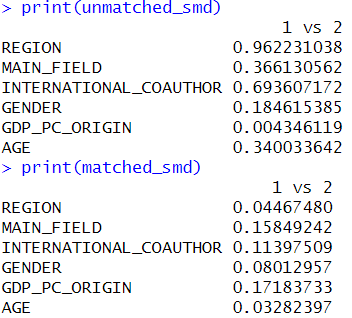 > print(unmatched_smd)
1 vs 2
REGION 0.962231038
MAIN_FIELD 0.366130562
INTERNATIONAL_COAUTHOR 0.693607172
GENDER 0.184615385
GDP_PC_ORIGIN 0.004346119
AGE 0.340033642
> print(matched_smd)
1 vs 2
REGION 0.04467480
MAIN_FIELD 0.15849242
INTERNATIONAL_COAUTHOR 0.11397509
GENDER 0.08012957
GDP_PC_ORIGIN 0.17183733
AGE 0.03282397